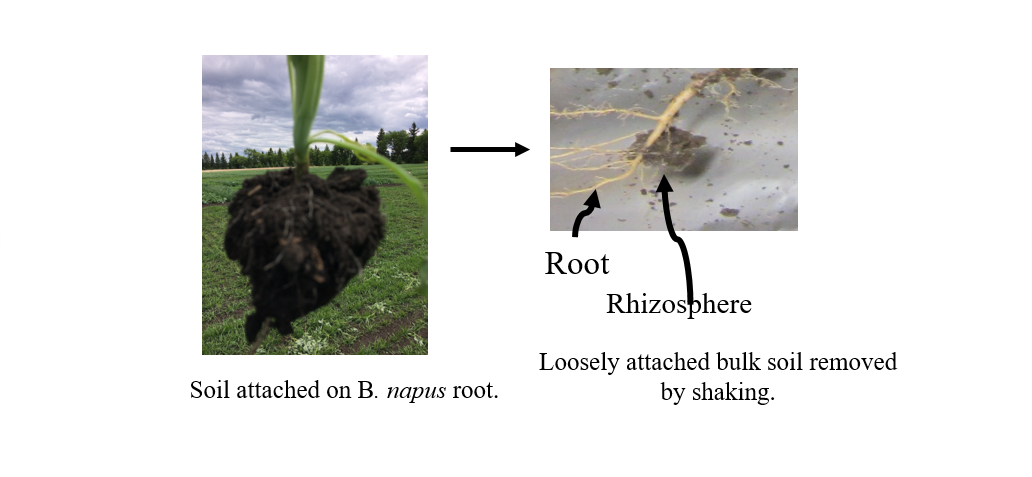 Root
Rhizosphere
Soil attached on B. napus root.
Loosely attached bulk soil removed
by shaking.